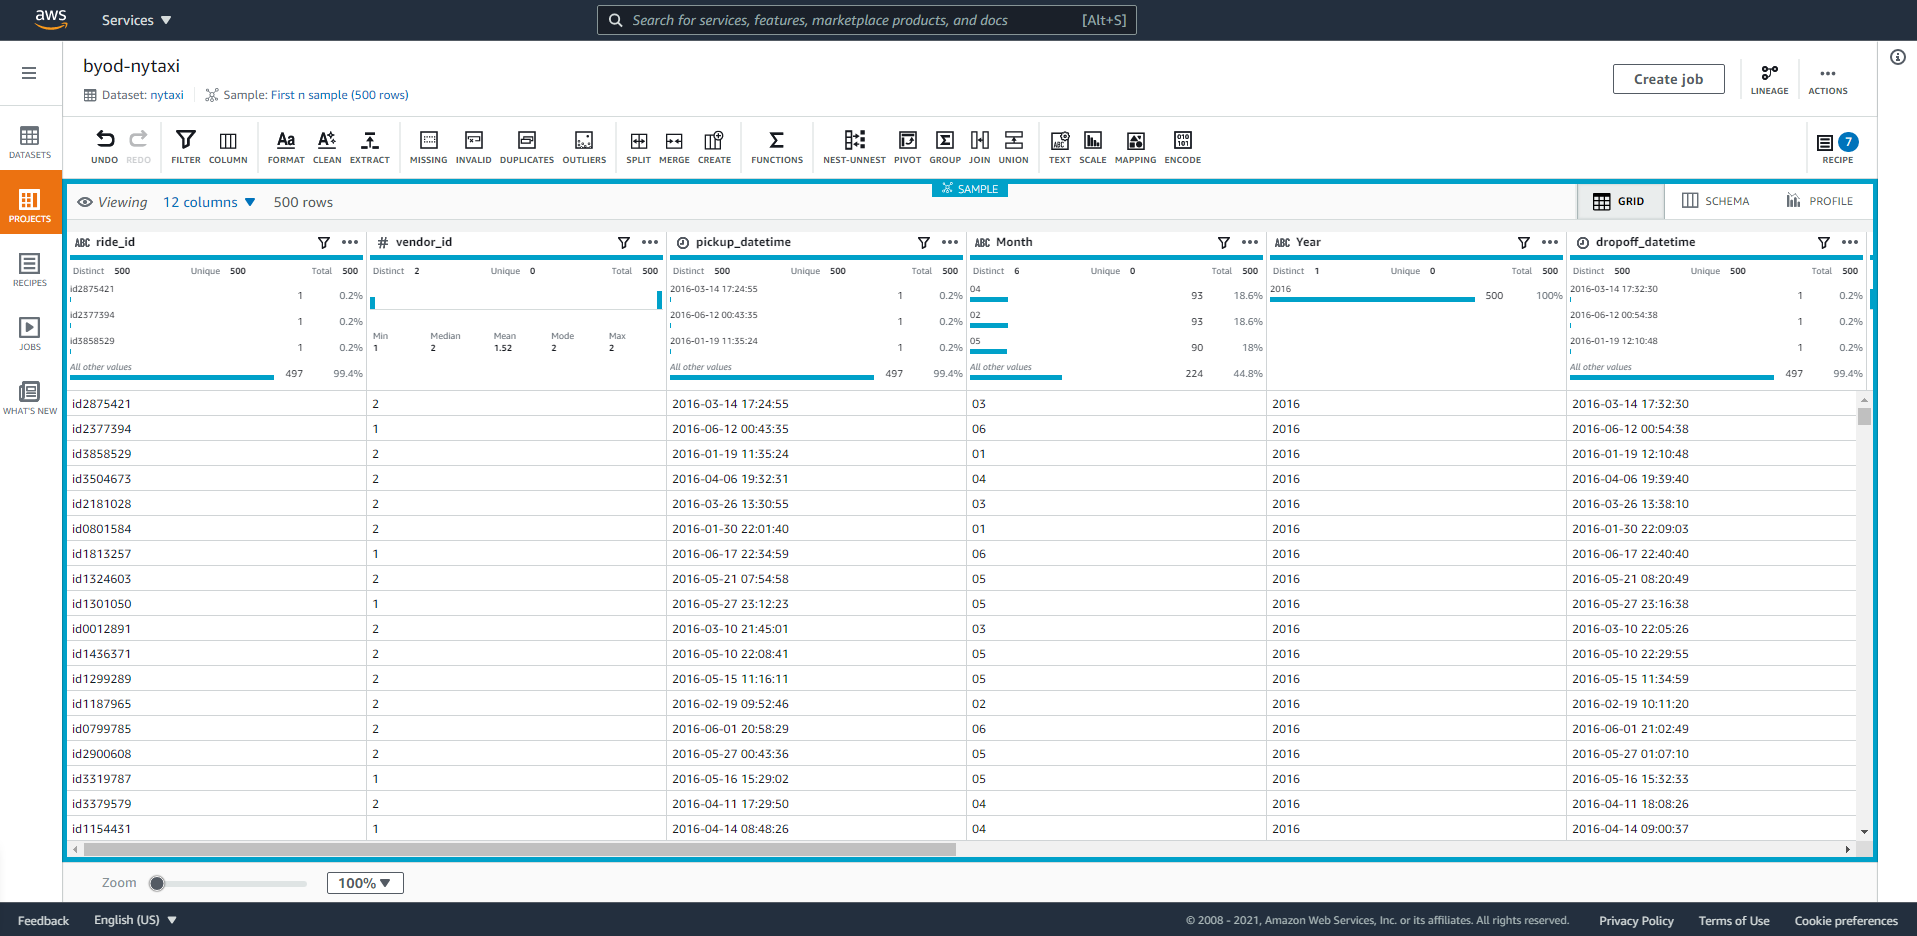 aws Services Search for services, features, marketplace products, and docs [Alt+S]
byod-nytaxi
Create job LINEAGE ACTIONS
Dataset: nytaxi Sample: First n sample (500 rows)
UNDO REDO FILTER COLUMN FORMAT CLEAN EXTRACT MISSING INVALID DUPLICATES OUTLIERS SPLIT MERGE CREATE FUNCTIONS NEST-UNNEST PIVOT GROUP JOIN UNION TEXT SCALE MAPPING ENCODE 7 RECIPE
DATASETS
PROJECTS
RECIPES
JOBS
WHAT'S NEW
SAMPLE
Viewing 12 columns 500 rows GRID SCHEMA PROFILE
ABC ride_id # vendor_id pickup_datetime ABC Month ABC Year dropoff_datetime
Distinct 500 Unique 500 Total 500 Distinct 2 Unique 0 Total 500 Distinct 500 Unique 500 Total 500 Distinct 6 Unique 0 Total 500 Distinct 1 Unique 0 Total 500 Distinct 500 Unique 500 Total 500
id2875421 1 0.2% 2016-03-14 17:24:55 1 0.2% 04 93 18.6% 2016 500 100% 2016-03-14 17:32:30 1 0.2%
id2377394 1 0.2% 2016-06-12 00:43:35 1 0.2% 02 93 18.6% 2016-06-12 00:54:38 1 0.2%
Min Median Mean Mode Max
1 2 1.52 2 2
id3858529 1 0.2% 2016-01-19 11:35:24 1 0.2% 05 90 18% 2016-01-19 12:10:48 1 0.2%
All other values 497 99.4% All other values 497 99.4% All other values 224 44.8% All other values 497 99.4%
id2875421 2 2016-03-14 17:24:55 03 2016 2016-03-14 17:32:30
id2377394 1 2016-06-12 00:43:35 06 2016 2016-06-12 00:54:38
id3858529 2 2016-01-19 11:35:24 01 2016 2016-01-19 12:10:48
id3504673 2 2016-04-06 19:32:31 04 2016 2016-04-06 19:39:40
id2181028 2 2016-03-26 13:30:55 03 2016 2016-03-26 13:38:10
id0801584 2 2016-01-30 22:01:40 01 2016 2016-01-30 22:09:03
id1813257 1 2016-06-17 22:34:59 06 2016 2016-06-17 22:40:40
id1324603 2 2016-05-21 07:54:58 05 2016 2016-05-21 08:20:49
id1301050 1 2016-05-27 23:12:23 05 2016 2016-05-27 23:16:38
id0012891 2 2016-03-10 21:45:01 03 2016 2016-03-10 22:05:26
id1436371 2 2016-05-10 22:08:41 05 2016 2016-05-10 22:29:55
id1299289 2 2016-05-15 11:16:11 05 2016 2016-05-15 11:34:59
id1187965 2 2016-02-19 09:52:46 02 2016 2016-02-19 10:11:20
id0799785 2 2016-06-01 20:58:29 06 2016 2016-06-01 21:02:49
id2900608 2 2016-05-27 00:43:36 05 2016 2016-05-27 01:07:10
id3319787 1 2016-05-16 15:29:02 05 2016 2016-05-16 15:32:33
id3379579 2 2016-04-11 17:29:50 04 2016 2016-04-11 18:08:26
id1154431 1 2016-04-14 08:48:26 04 2016 2016-04-14 09:00:37
Zoom 100%
Feedback English (US) © 2008 - 2021, Amazon Web Services, Inc. or its affiliates. All rights reserved. Privacy Policy Terms of Use Cookie preferences